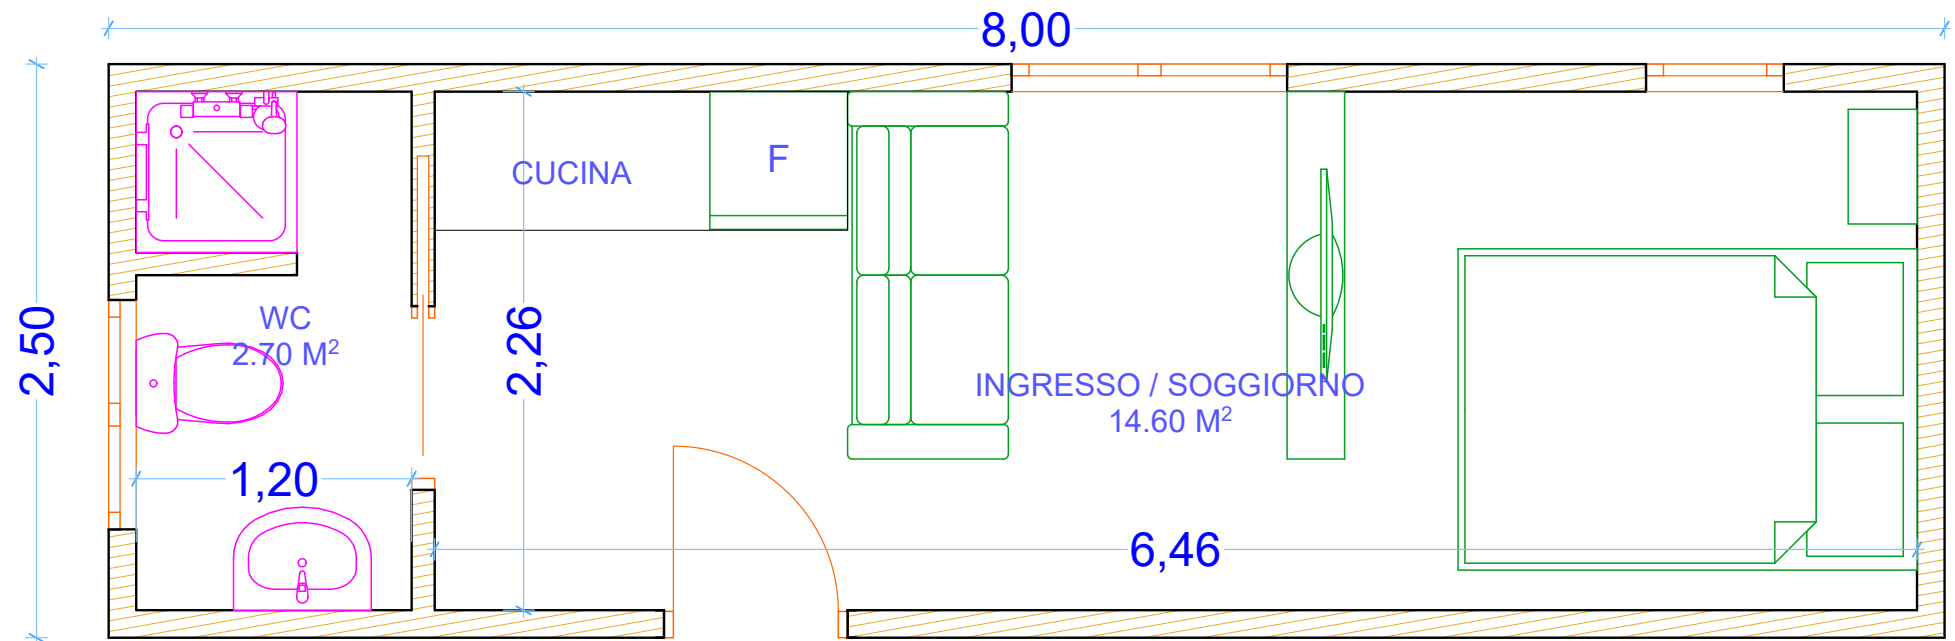 8,00
CUCINA
F
2,50
WC
2.70 M²
2,26
INGRESSO / SOGGIORNO
14.60 M²
1,20
6,46